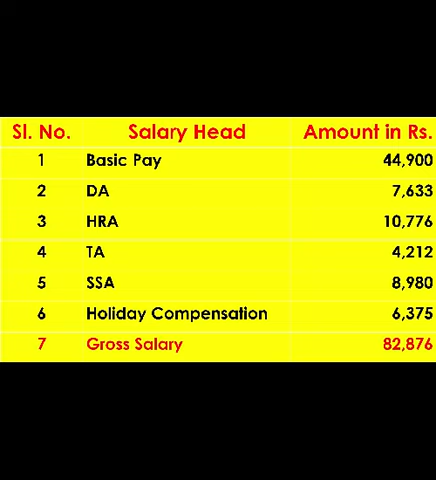 Sl. No. Salary Head Amount in Rs.
1 Basic Pay 44,900
2 DA 7,633
3 HRA 10,776
4 TA 4,212
5 SSA 8,980
6 Holiday Compensation 6,375
7 Gross Salary 82,876